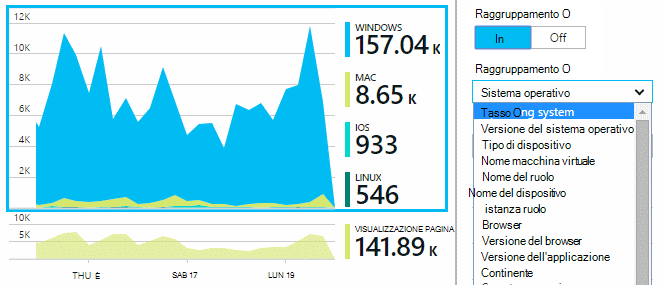 12K
10K
8K
6K
4K
2K
WINDOWS
157.04 K
MAC
8.65 K
IOS
933
LINUX
546
10K
5K
VISUALIZZAZIONE PAGINA
141.89 K
THU È
SAB 17
LUN 19
Raggruppamento O
In
Off
Raggruppamento O
Sistema operativo
Tasso O ng system
Versione del sistema operativo
Tipo di dispositivo
Nome macchina virtuale
Nome del ruolo
Nome del dispositivo
istanza ruolo
Browser
Versione del browser
Versione dell'applicazione
Continente